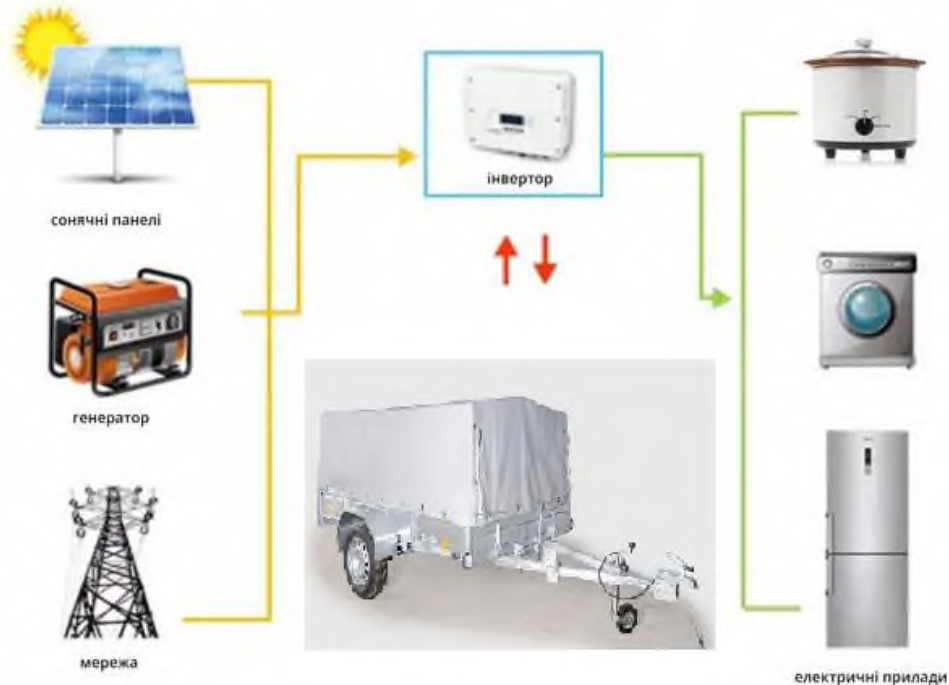 сонячні панелі
генератор
мережа
інвертор
електричні прилади